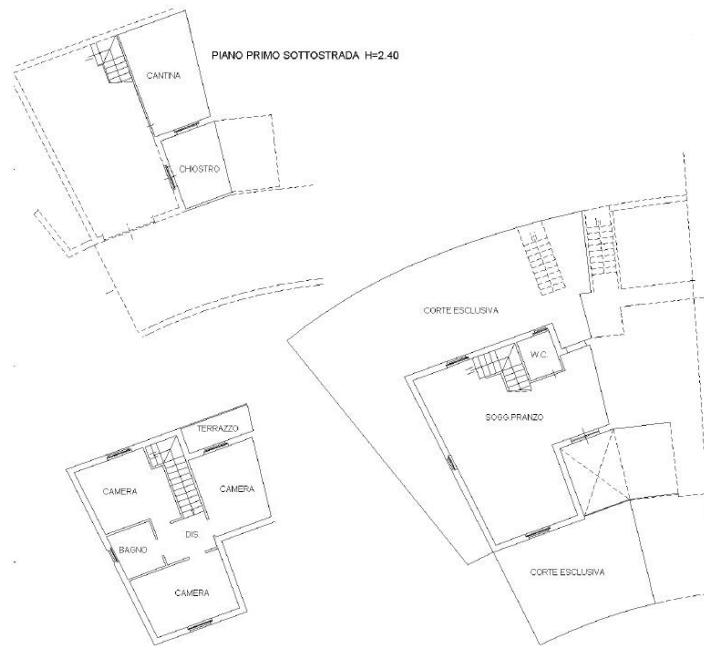 PIANO PRIMO SOTTOSTRADA H=2.40
CANTINA
CHIOSTRO
CORTE ESCLUSIVA
W.C.
SOGG.PRANZO
CORTE ESCLUSIVA
TERRAZZO
CAMERA
CAMERA
DIS.
BAGNO
CAMERA